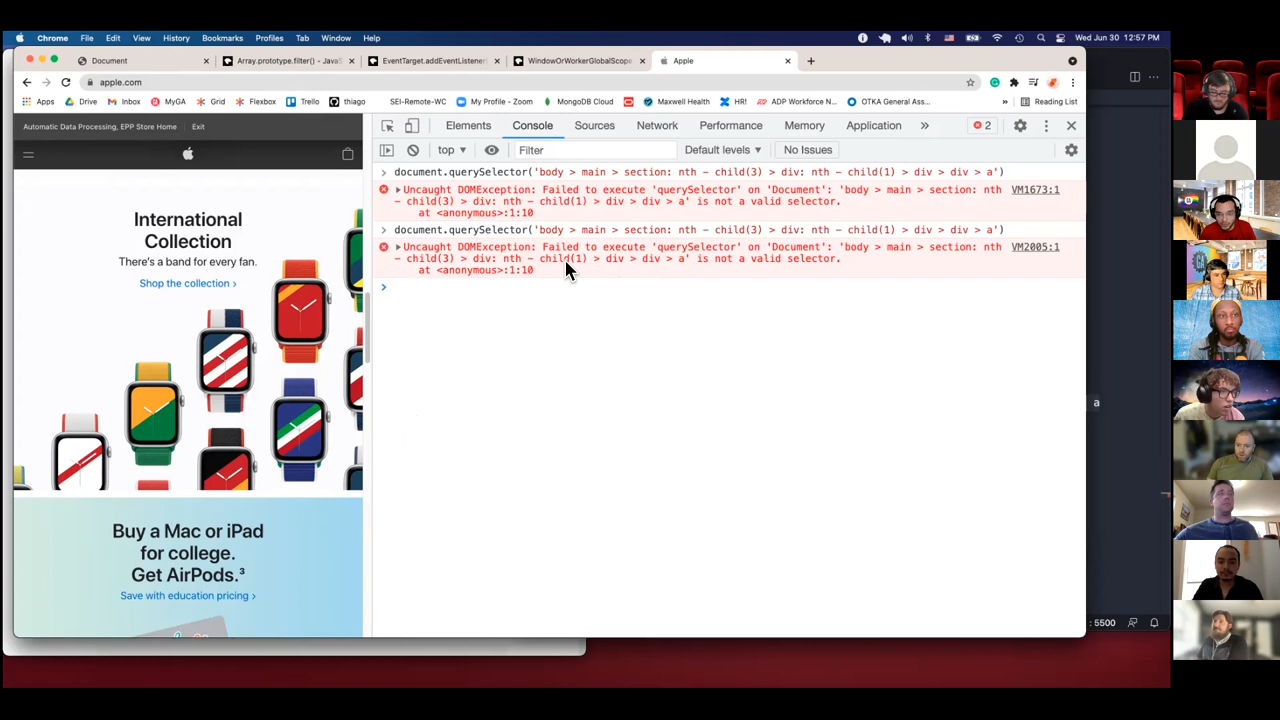 Chrome File Edit View History Bookmarks Profiles Tab Window Help Wed Jun 30 12:57 PM
Document Array.prototype.filter() - JavaS EventTarget.addEventListener( WindowOrWorkerGlobalScope. Apple
apple.com
Apps Drive Inbox MyGA Grid Flexbox Trello thiago SEI-Remote-WC My Profile - Zoom MongoDB Cloud Maxwell Health HR! ADP Workforce N... OTKA General Ass... Reading List
Automatic Data Processing, EPP Store Home Exit
Elements Console Sources Network Performance Memory Application 2
top Filter Default levels No Issues
document.querySelector('body > main > section: nth - child(3) > div: nth - child(1) > div > div > a')
Uncaught DOMException: Failed to execute 'querySelector' on 'Document': 'body > main > section: nth VM1673:1
- child(3) > div: nth - child(1) > div > div > a' is not a valid selector.
at <anonymous>:1:10
document.querySelector('body > main > section: nth - child(3) > div: nth - child(1) > div > div > a')
Uncaught DOMException: Failed to execute 'querySelector' on 'Document': 'body > main > section: nth VM2005:1
- child(3) > div: nth - child(1) > div > div > a' is not a valid selector.
at <anonymous>:1:10
International
Collection
There's a band for every fan.
Shop the collection >
Buy a Mac or iPad
for college.
Get AirPods.³
Save with education pricing >
a
: 5500